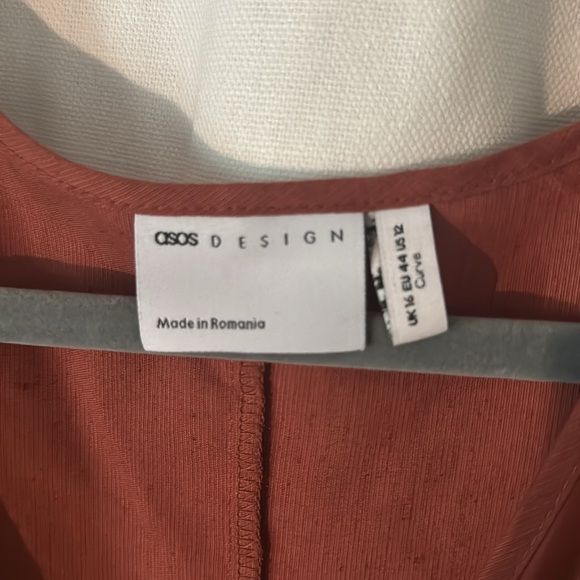 asos DESIGN
Made in Romania
UK 16 EU 44 US 12
Curve